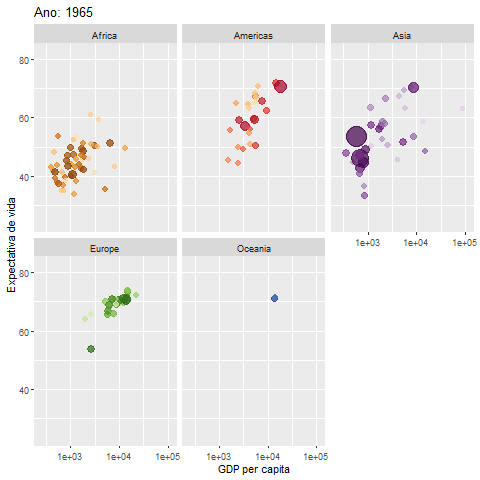 Ano: 1965
Africa
Americas
Asia
80
60
40
1e+03 1e+04 1e+05
Europe
Oceania
80
60
40
1e+03 1e+04 1e+05
1e+03 1e+04 1e+05
Expectativa de vida
GDP per capita